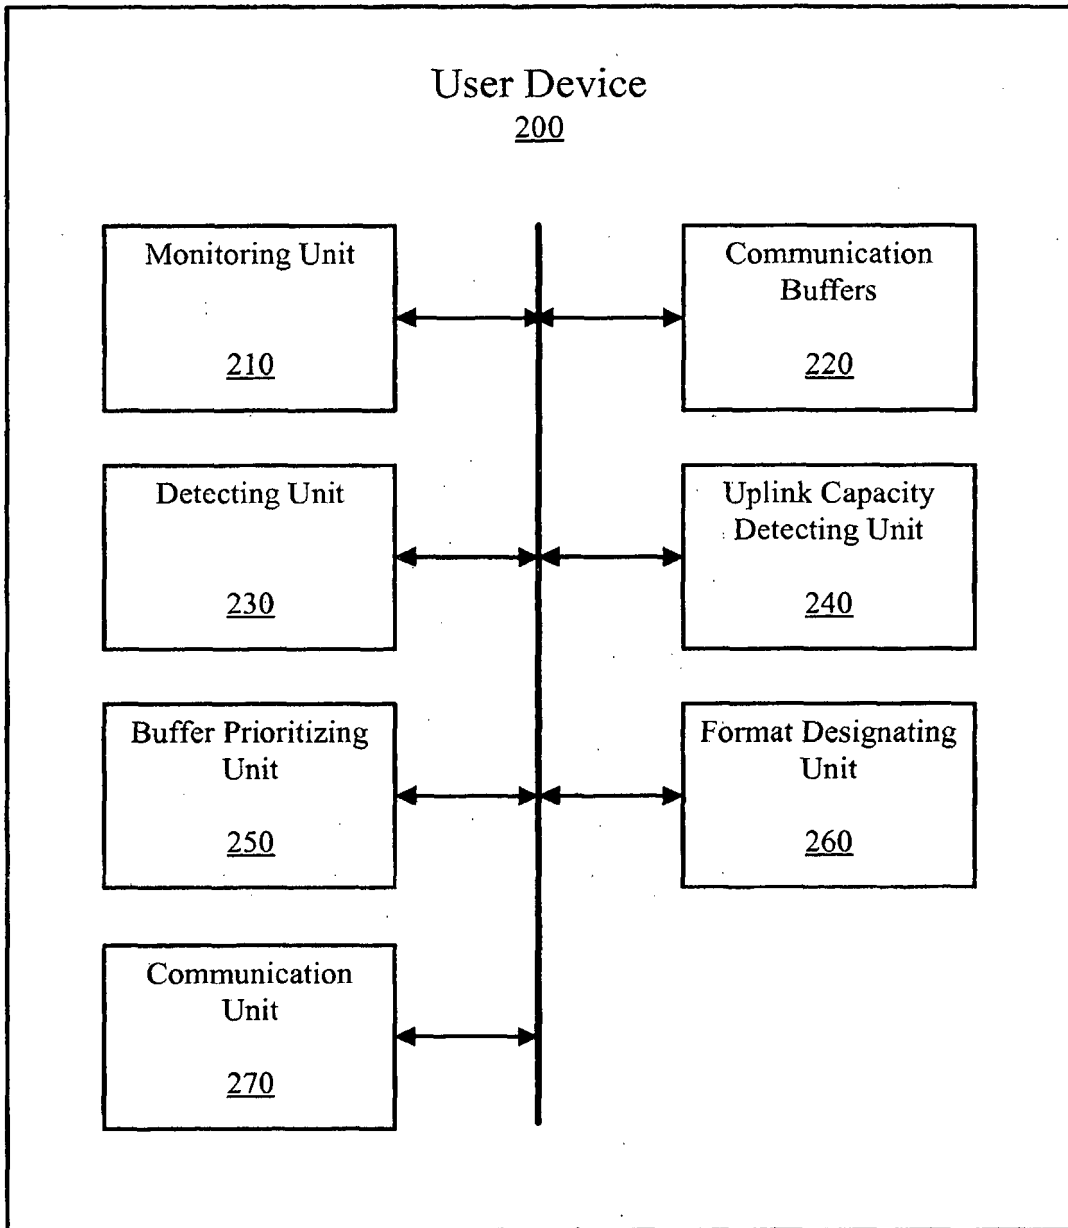 User Device
200
Monitoring Unit
210
Communication
Buffers
220
Detecting Unit
230
Uplink Capacity
Detecting Unit
240
Buffer Prioritizing
Unit
250
Format Designating
Unit
260
Communication
Unit
270